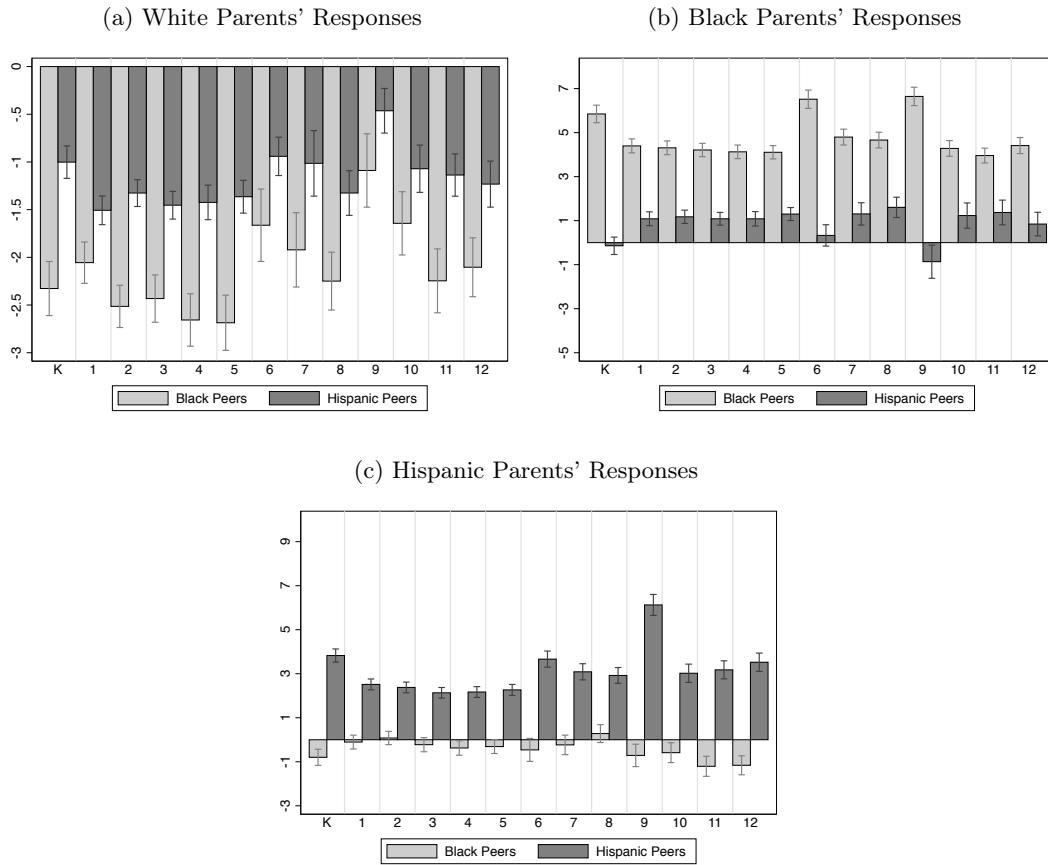 (a) White Parents' Responses
0
-.5
-1
-1.5
-2
-2.5
-3
K 1 2 3 4 5 6 7 8 9 10 11 12
Black Peers Hispanic Peers
(b) Black Parents' Responses
7
5
3
1
-1
-3
-5
K 1 2 3 4 5 6 7 8 9 10 11 12
Black Peers Hispanic Peers
(c) Hispanic Parents' Responses
9
7
5
3
1
-1
-3
K 1 2 3 4 5 6 7 8 9 10 11 12
Black Peers Hispanic Peers